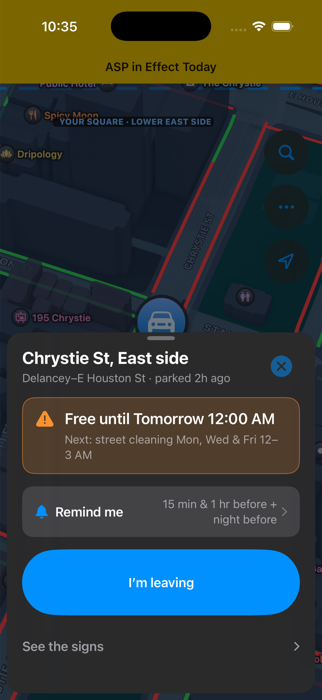 10:35
ASP in Effect Today
Public Hotel
The Chrystie
Spicy Moon
YOUR SQUARE · LOWER EAST SIDE
Dripology
CHRYSTIE ST
195 Chrystie
Chrystie St, East side
Delancey–E Houston St · parked 2h ago
Free until Tomorrow 12:00 AM
Next: street cleaning Mon, Wed & Fri 12–
3 AM
Remind me
15 min & 1 hr before +
night before
I'm leaving
See the signs